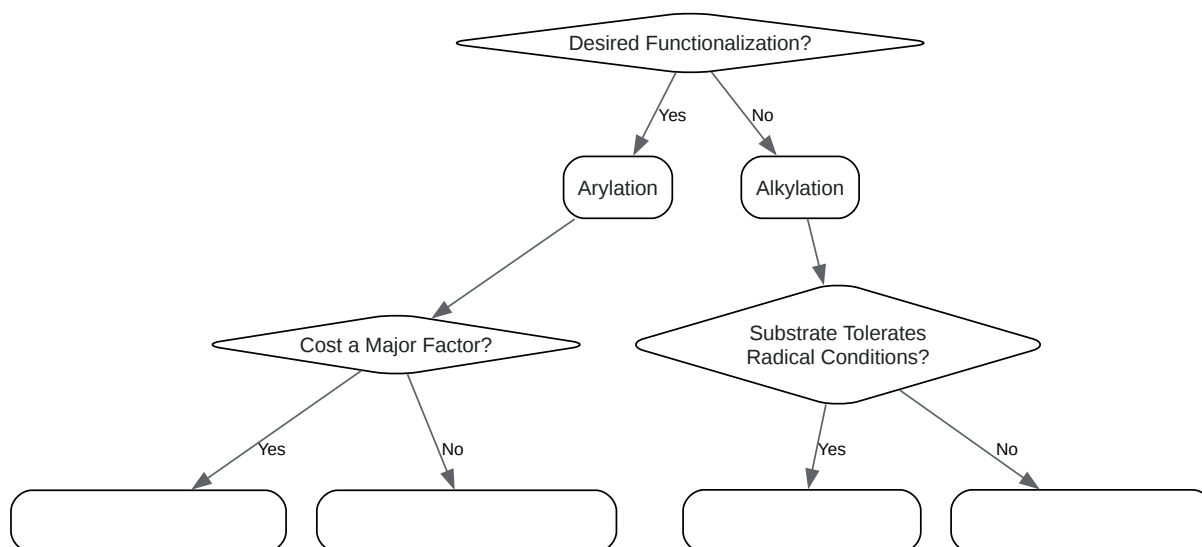 Desired Functionalization?
Yes
No
Arylation
Alkylation
Cost a Major Factor?
Substrate Tolerates
Radical Conditions?
Yes
No
Yes
No